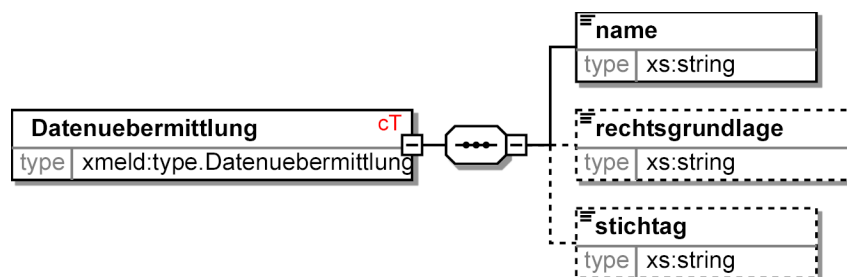 name
type xs:string
Datenuebermittlung cT
type xmeld:type.Datenuebermittlung
rechtsgrundlage
type xs:string
stichtag
type xs:string